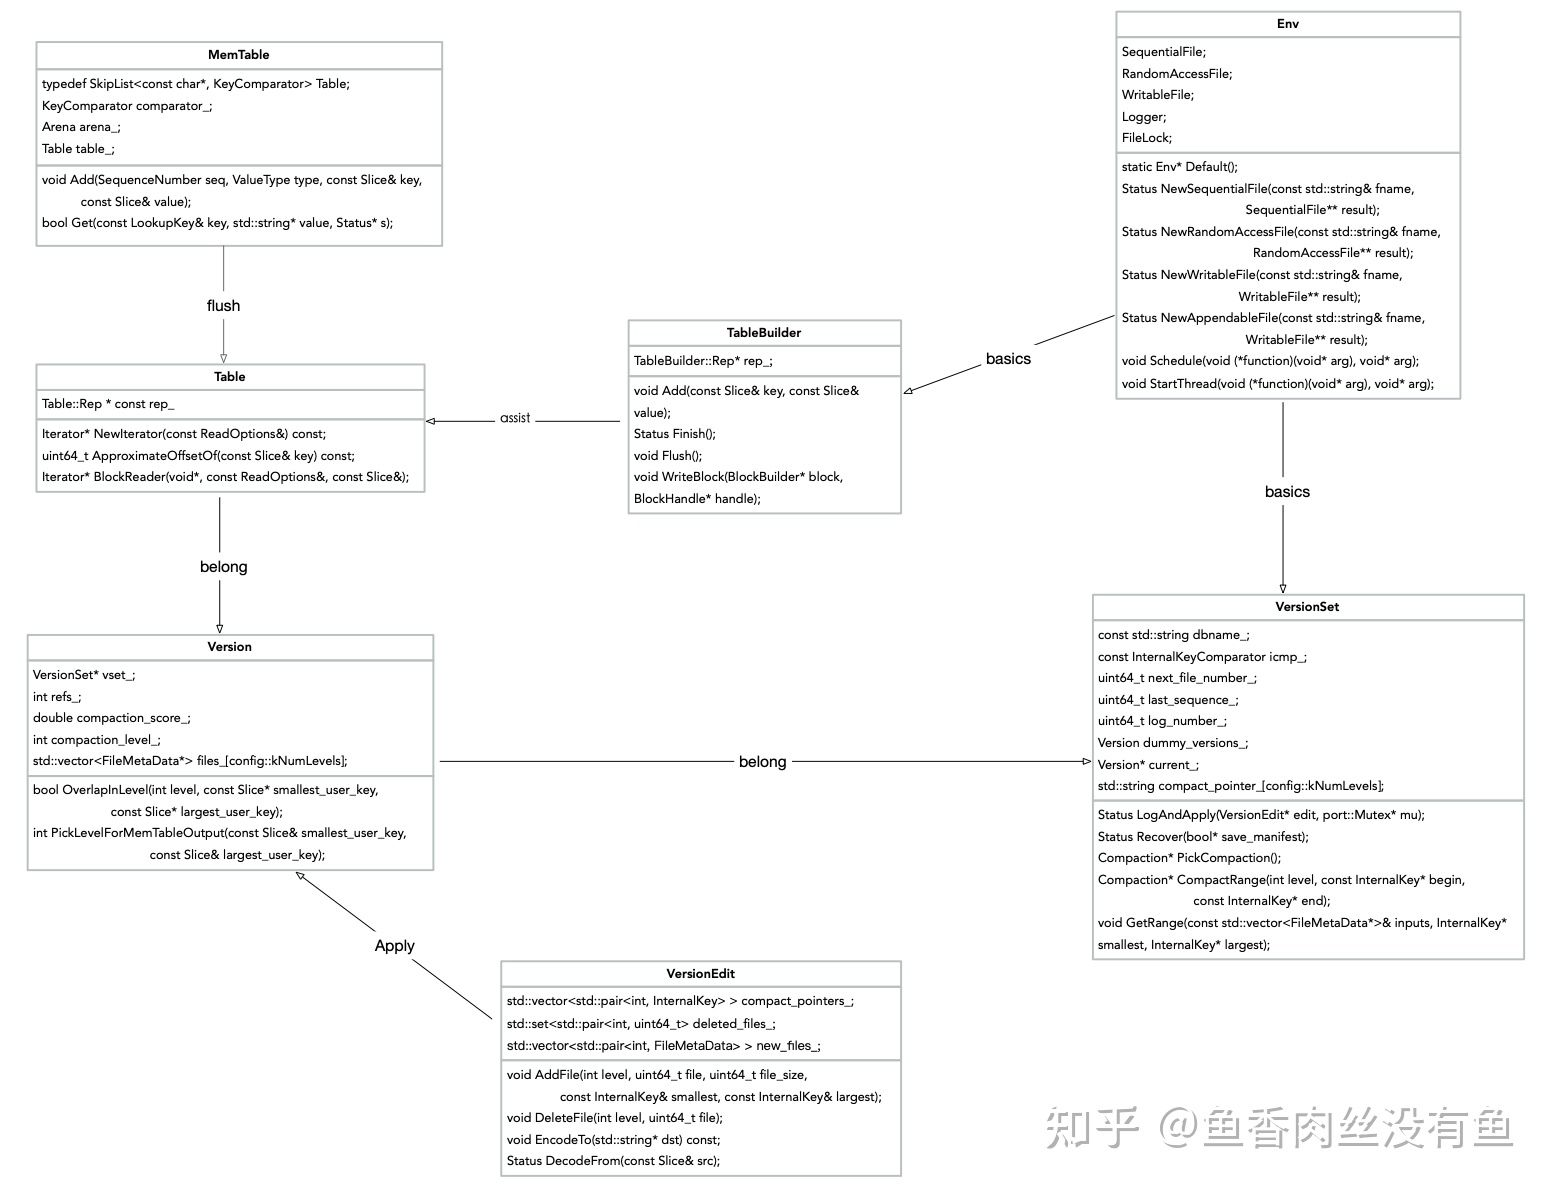 MemTable
typedef SkipList<const char*, KeyComparator> Table;
KeyComparator comparator_;
Arena arena_;
Table table_;
void Add(SequenceNumber seq, ValueType type, const Slice& key,
const Slice& value);
bool Get(const LookupKey& key, std::string* value, Status* s);
flush
Table
Table::Rep * const rep_
Iterator* NewIterator(const ReadOptions&) const;
uint64_t ApproximateOffsetOf(const Slice& key) const;
Iterator* BlockReader(void*, const ReadOptions&, const Slice&);
assist
TableBuilder
TableBuilder::Rep* rep_;
void Add(const Slice& key, const Slice&
value);
Status Finish();
void Flush();
void WriteBlock(BlockBuilder* block,
BlockHandle* handle);
basics
Env
SequentialFile;
RandomAccessFile;
WritableFile;
Logger;
FileLock;
static Env* Default();
Status NewSequentialFile(const std::string& fname,
SequentialFile** result);
Status NewRandomAccessFile(const std::string& fname,
RandomAccessFile** result);
Status NewWritableFile(const std::string& fname,
WritableFile** result);
Status NewAppendableFile(const std::string& fname,
WritableFile** result);
void Schedule(void (*function)(void* arg), void* arg);
void StartThread(void (*function)(void* arg), void* arg);
basics
belong
Version
VersionSet* vset_;
int refs_;
double compaction_score_;
int compaction_level_;
std::vector<FileMetaData*> files_[config::kNumLevels];
bool OverlapInLevel(int level, const Slice* smallest_user_key,
const Slice* largest_user_key);
int PickLevelForMemTableOutput(const Slice& smallest_user_key,
const Slice& largest_user_key);
belong
VersionSet
const std::string dbname_;
const InternalKeyComparator icmp_;
uint64_t next_file_number_;
uint64_t last_sequence_;
uint64_t log_number_;
Version dummy_versions_;
Version* current_;
std::string compact_pointer_[config::kNumLevels];
Status LogAndApply(VersionEdit* edit, port::Mutex* mu);
Status Recover(bool* save_manifest);
Compaction* PickCompaction();
Compaction* CompactRange(int level, const InternalKey* begin,
const InternalKey* end);
void GetRange(const std::vector<FileMetaData*>& inputs, InternalKey*
smallest, InternalKey* largest);
Apply
VersionEdit
std::vector<std::pair<int, InternalKey> > compact_pointers_;
std::set<std::pair<int, uint64_t> deleted_files_;
std::vector<std::pair<int, FileMetaData> > new_files_;
void AddFile(int level, uint64_t file, uint64_t file_size,
const InternalKey& smallest, const InternalKey& largest);
void DeleteFile(int level, uint64_t file);
void EncodeTo(std::string* dst) const;
Status DecodeFrom(const Slice& src);
知乎 @鱼香肉丝没有鱼